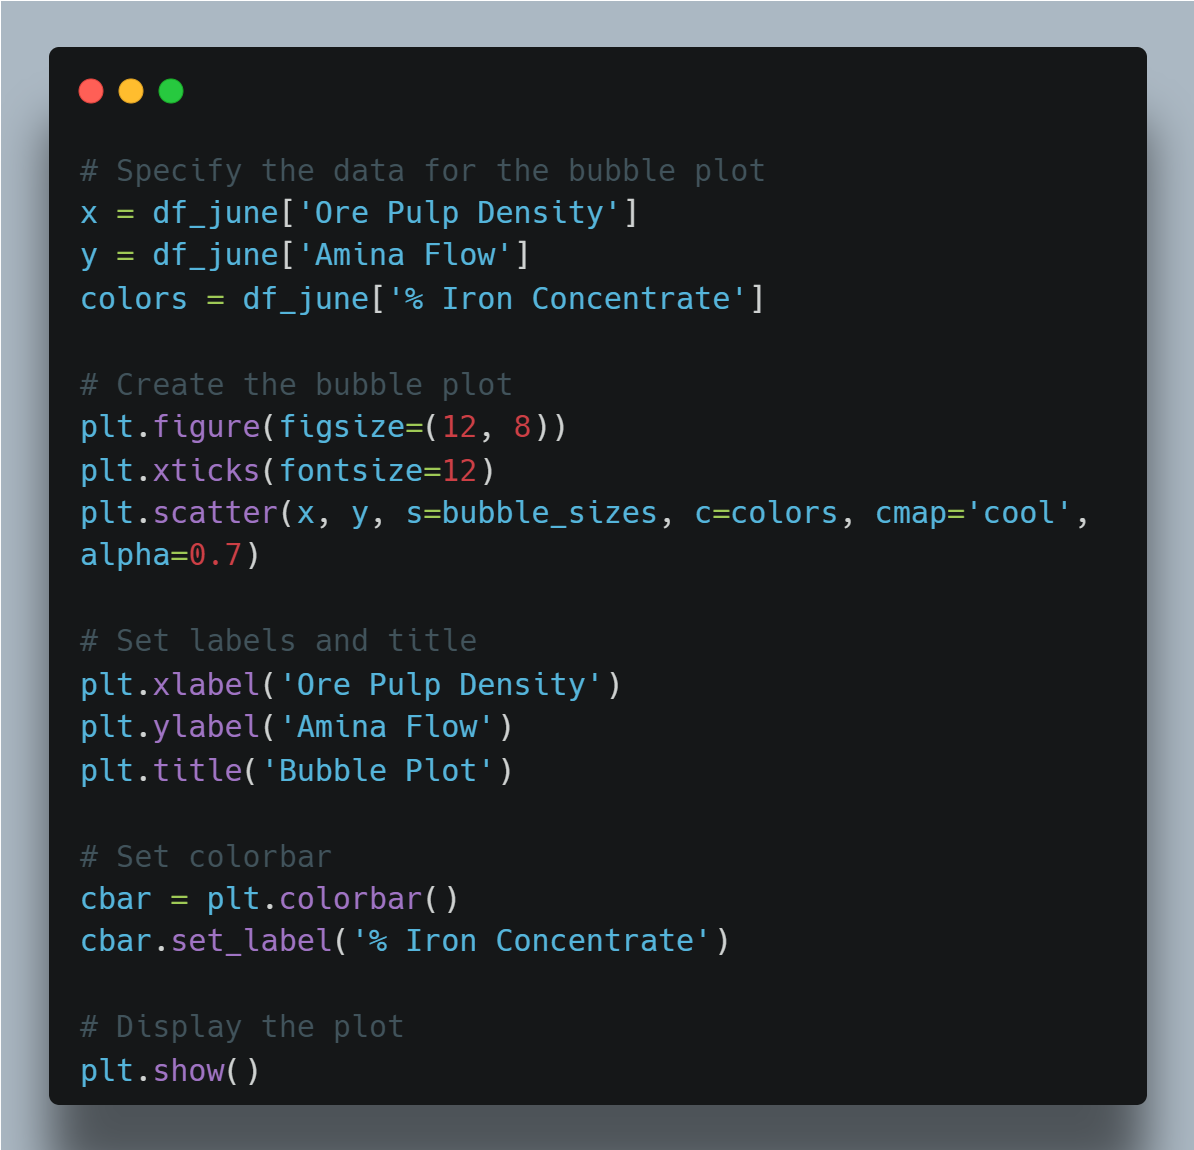 # Specify the data for the bubble plot
x = df_june['Ore Pulp Density']
y = df_june['Amina Flow']
colors = df_june['% Iron Concentrate']

# Create the bubble plot
plt.figure(figsize=(12, 8))
plt.xticks(fontsize=12)
plt.scatter(x, y, s=bubble_sizes, c=colors, cmap='cool',
alpha=0.7)

# Set labels and title
plt.xlabel('Ore Pulp Density')
plt.ylabel('Amina Flow')
plt.title('Bubble Plot')

# Set colorbar
cbar = plt.colorbar()
cbar.set_label('% Iron Concentrate')

# Display the plot
plt.show()